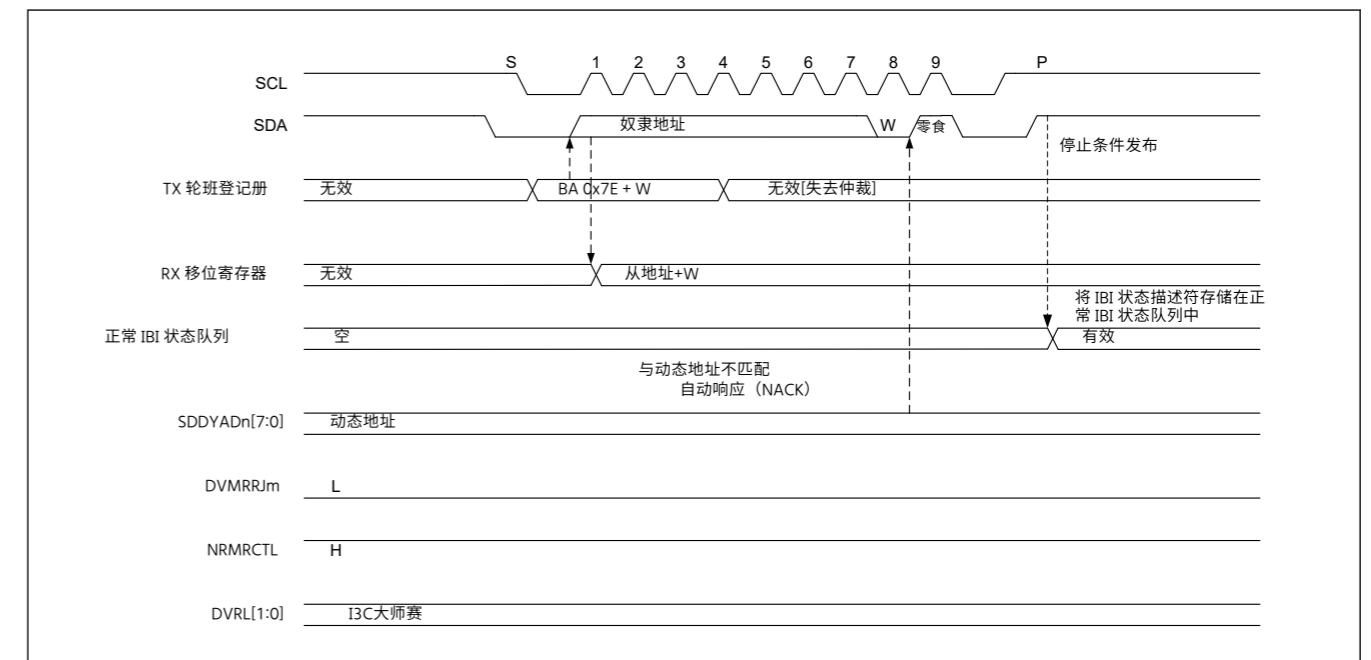 S 1 2 3 4 5 6 7 8 9 P
SCL
SDA 奴隶地址 W 零食
停止条件发布
TX 轮班登记册 无效 BA 0x7E + W 无效[失去仲裁]
RX 移位寄存器 无效 从地址+W
将 IBI 状态描述符存储在正
常 IBI 状态队列中
正常 IBI 状态队列 空 有效
与动态地址不匹配
自动响应（NACK）
SDDYADn[7:0] 动态地址
DVMRRJm L
NRMRCTL H
DVRL[1:0] I3C大师赛